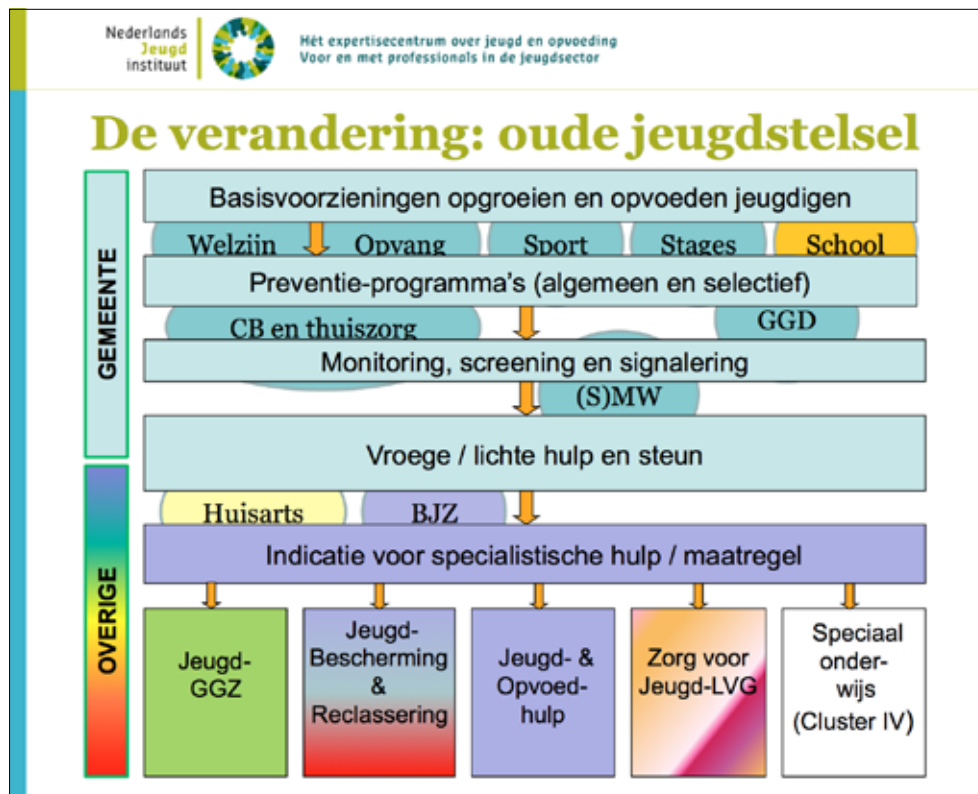 Nederlands
Jeugd
instituut
Hét expertisecentrum over jeugd en opvoeding
Voor en met professionals in de jeugdsector
De verandering: oude jeugdstelsel
GEMEENTE
Basisvoorzieningen opgroeien en opvoeden jeugdigen
Welzijn
Opvang
Sport
Stages
School
Preventie-programma's (algemeen en selectief)
CB en thuiszorg
GGD
Monitoring, screening en signalering
(S)MW
Vroege / lichte hulp en steun
OVERIGE
Huisarts
BJZ
Indicatie voor specialistische hulp / maatregel
Jeugd-
GGZ
Jeugd-
Bescherming
&
Reclassering
Jeugd- &
Opvoed-
hulp
Zorg voor
Jeugd-LVG
Speciaal
onder-
wijs
(Cluster IV)